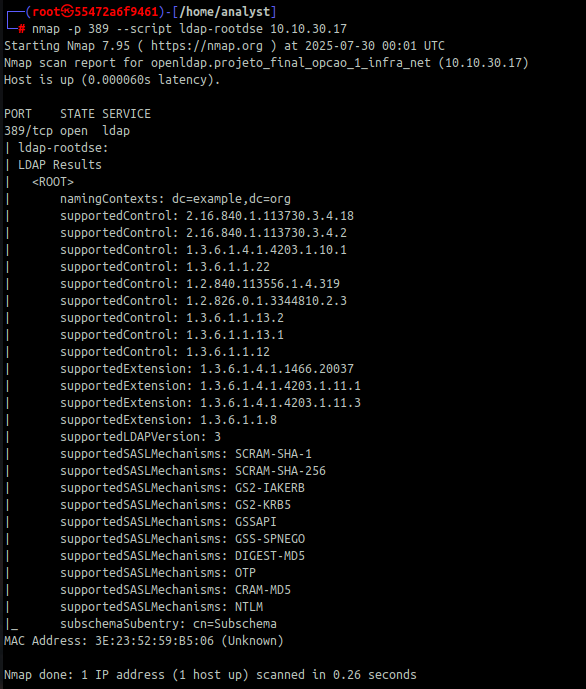 ┌──(root㉿55472a6f9461)-[/home/analyst]
└─# nmap -p 389 --script ldap-rootdse 10.10.30.17
Starting Nmap 7.95 ( https://nmap.org ) at 2025-07-30 00:01 UTC
Nmap scan report for openldap.projeto_final_opcao_1_infra_net (10.10.30.17)
Host is up (0.000060s latency).

PORT    STATE SERVICE
389/tcp open  ldap
| ldap-rootdse:
| LDAP Results
|   <ROOT>
|       namingContexts: dc=example,dc=org
|       supportedControl: 2.16.840.1.113730.3.4.18
|       supportedControl: 2.16.840.1.113730.3.4.2
|       supportedControl: 1.3.6.1.4.1.4203.1.10.1
|       supportedControl: 1.3.6.1.1.22
|       supportedControl: 1.2.840.113556.1.4.319
|       supportedControl: 1.2.826.0.1.3344810.2.3
|       supportedControl: 1.3.6.1.1.13.2
|       supportedControl: 1.3.6.1.1.13.1
|       supportedControl: 1.3.6.1.1.12
|       supportedExtension: 1.3.6.1.4.1.1466.20037
|       supportedExtension: 1.3.6.1.4.1.4203.1.11.1
|       supportedExtension: 1.3.6.1.4.1.4203.1.11.3
|       supportedExtension: 1.3.6.1.1.8
|       supportedLDAPVersion: 3
|       supportedSASLMechanisms: SCRAM-SHA-1
|       supportedSASLMechanisms: SCRAM-SHA-256
|       supportedSASLMechanisms: GS2-IAKERB
|       supportedSASLMechanisms: GS2-KRB5
|       supportedSASLMechanisms: GSSAPI
|       supportedSASLMechanisms: GSS-SPNEGO
|       supportedSASLMechanisms: DIGEST-MD5
|       supportedSASLMechanisms: OTP
|       supportedSASLMechanisms: CRAM-MD5
|       supportedSASLMechanisms: NTLM
|_      subschemaSubentry: cn=Subschema
MAC Address: 3E:23:52:59:B5:06 (Unknown)

Nmap done: 1 IP address (1 host up) scanned in 0.26 seconds